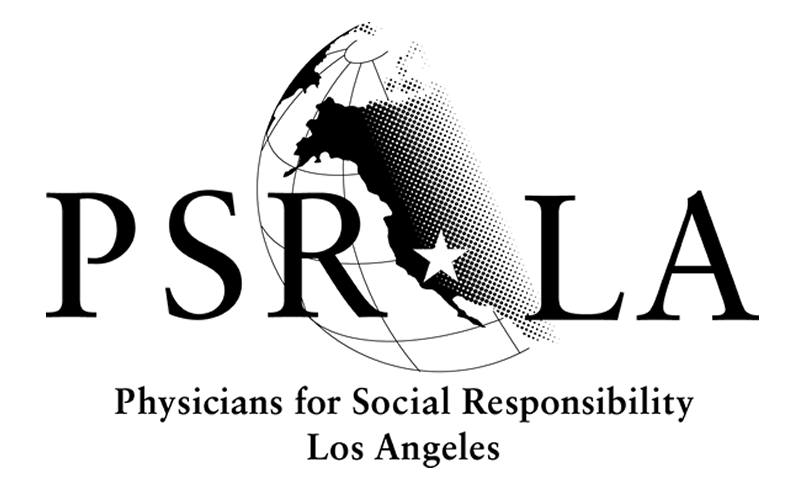 PSR LA
Physicians for Social Responsibility
Los Angeles